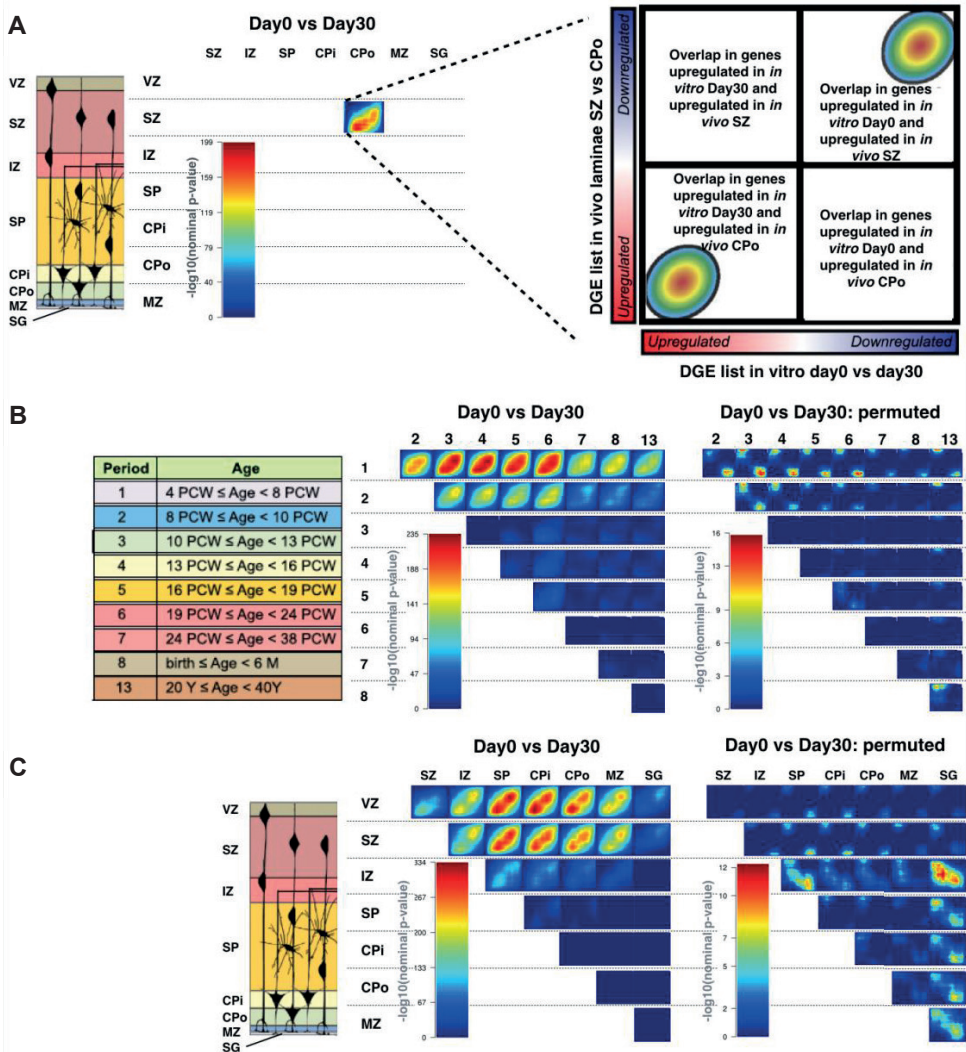 A
Day0 vs Day30
SZ IZ SP CPi CPo MZ SG
VZ
SZ
IZ
SP
CPi
CPo
MZ
SG
VZ
SZ
IZ
SP
CPi
CPo
MZ
-log10(nominal p-value)
199
159
119
79
40
0
DGE list in vivo laminae SZ vs CPo
Upregulated
Downregulated
Overlap in genes
upregulated in in
vitro Day30 and
upregulated in in
vivo SZ
Overlap in genes
upregulated in in
vitro Day0 and
upregulated in in
vivo SZ
Overlap in genes
upregulated in in
vitro Day30 and
upregulated in in
vivo CPo
Overlap in genes
upregulated in in
vitro Day0 and
upregulated in in
vivo CPo
Upregulated Downregulated
DGE list in vitro day0 vs day30
B
Period Age
1 4 PCW ≤ Age < 8 PCW
2 8 PCW ≤ Age < 10 PCW
3 10 PCW ≤ Age < 13 PCW
4 13 PCW ≤ Age < 16 PCW
5 16 PCW ≤ Age < 19 PCW
6 19 PCW ≤ Age < 24 PCW
7 24 PCW ≤ Age < 38 PCW
8 birth ≤ Age < 6 M
13 20 Y ≤ Age < 40Y
Day0 vs Day30
2 3 4 5 6 7 8 13
1
2
3
4
5
6
7
8
-log10(nominal p-value)
235
188
141
94
47
0
Day0 vs Day30: permuted
2 3 4 5 6 7 8 13
-log10(nominal p-value)
16
13
9
6
3
0
C
VZ
SZ
IZ
SP
CPi
CPo
MZ
SG
Day0 vs Day30
SZ IZ SP CPi CPo MZ SG
VZ
SZ
IZ
SP
CPi
CPo
MZ
-log10(nominal p-value)
334
267
200
133
67
0
Day0 vs Day30: permuted
SZ IZ SP CPi CPo MZ SG
-log10(nominal p-value)
12
10
7
5
2
0